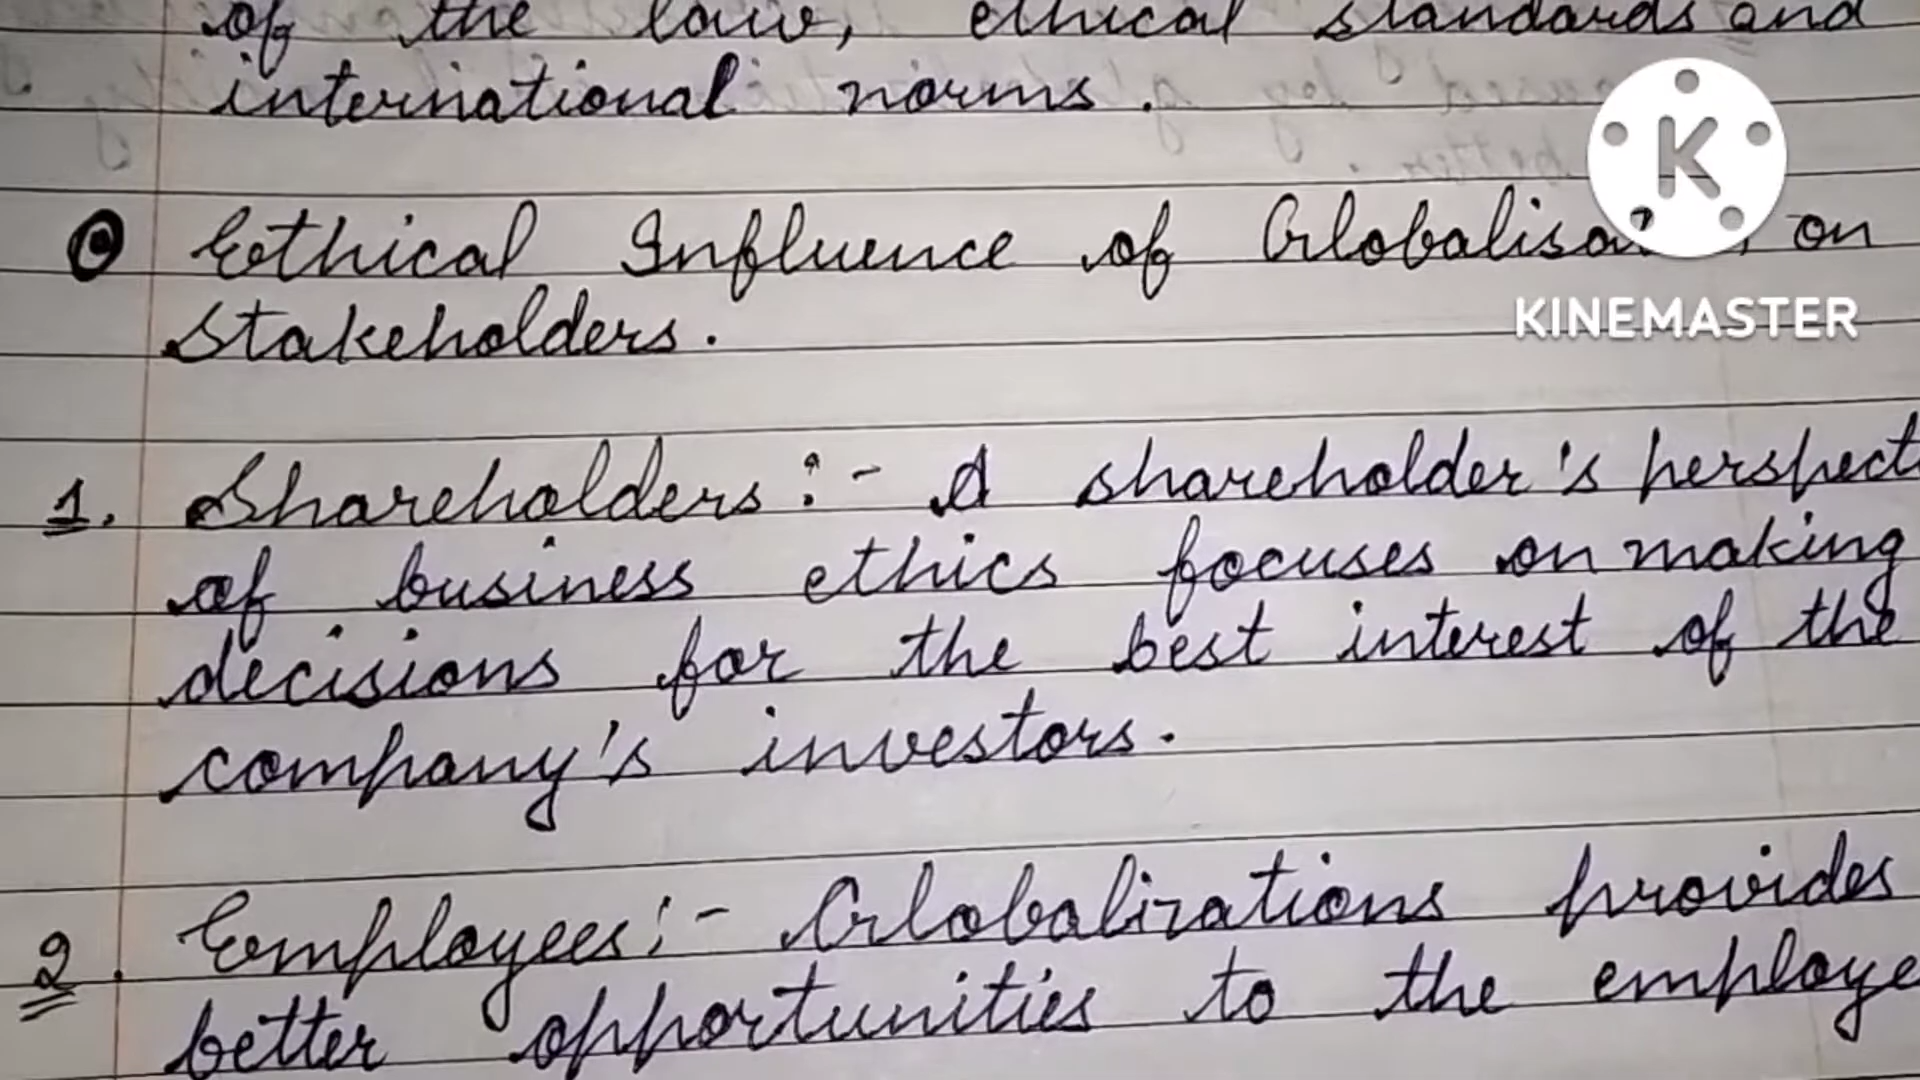 of the law, ethical standards and
international norms.
Ethical Influence of Globalisa on
Stakeholders.
1. Shareholders :- A shareholder's perspect
of business ethics focuses on making
decisions for the best interest of the
company's investors.
2. Employees :- Globalizations provides
better opportunities to the employe
K
KINEMASTER